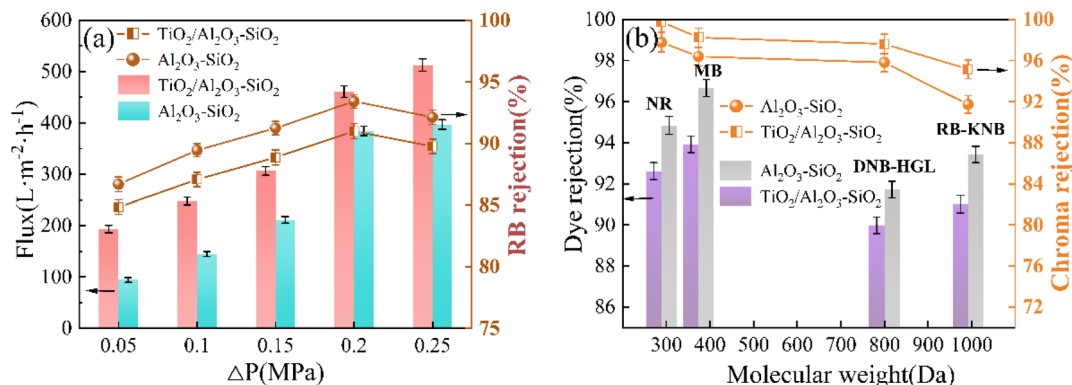 (a)
TiO₂/Al₂O₃-SiO₂
Al₂O₃-SiO₂
TiO₂/Al₂O₃-SiO₂
Al₂O₃-SiO₂
600
500
400
300
200
100
0
Flux(L·m⁻²·h⁻¹)
100
95
90
85
80
75
RB rejection(%)
0.05 0.1 0.15 0.2 0.25
△P(MPa)
(b)
100
98
96
94
92
90
88
86
Dye rejection(%)
NR
MB
DNB-HGL
RB-KNB
Al₂O₃-SiO₂
TiO₂/Al₂O₃-SiO₂
Al₂O₃-SiO₂
TiO₂/Al₂O₃-SiO₂
100
96
92
88
84
80
76
72
Chroma rejection(%)
300 400 500 600 700 800 900 1000
Molecular weight(Da)